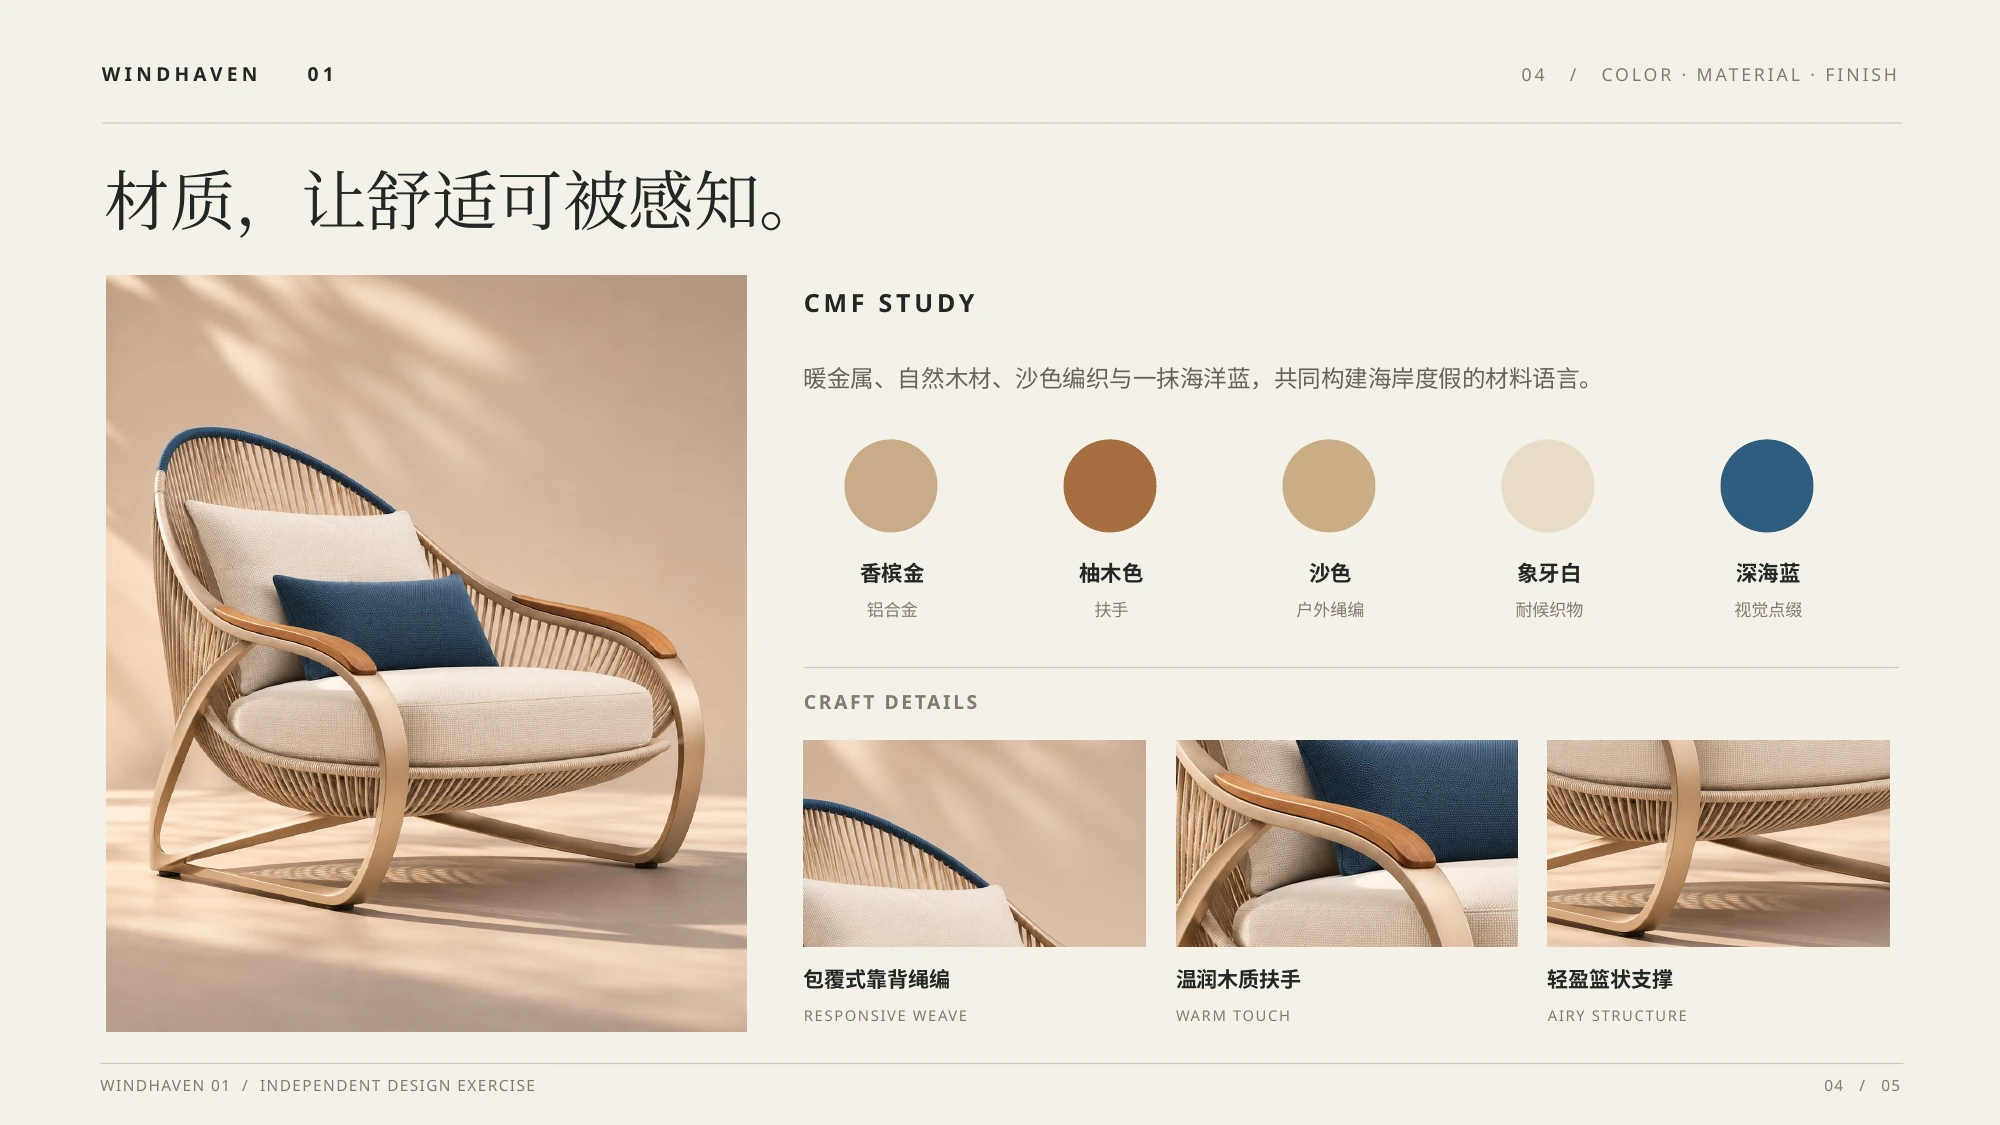 WINDHAVEN 01
04 / COLOR · MATERIAL · FINISH
材质，让舒适可被感知。
CMF STUDY
暖金属、自然木材、沙色编织与一抹海洋蓝，共同构建海岸度假的材料语言。
香槟金
铝合金
柚木色
扶手
沙色
户外绳编
象牙白
耐候织物
深海蓝
视觉点缀
CRAFT DETAILS
包覆式靠背绳编
RESPONSIVE WEAVE
温润木质扶手
WARM TOUCH
轻盈篮状支撑
AIRY STRUCTURE
WINDHAVEN 01 / INDEPENDENT DESIGN EXERCISE
04 / 05